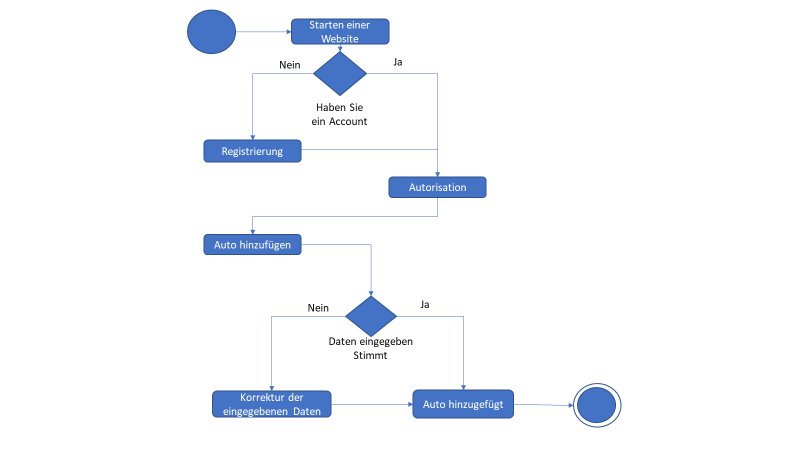 Starten einer
Website
Nein
Ja
Haben Sie
ein Account
Registrierung
Autorisation
Auto hinzufügen
Nein
Ja
Daten eingegeben
Stimmt
Korrektur der
eingegebenen Daten
Auto hinzugefügt